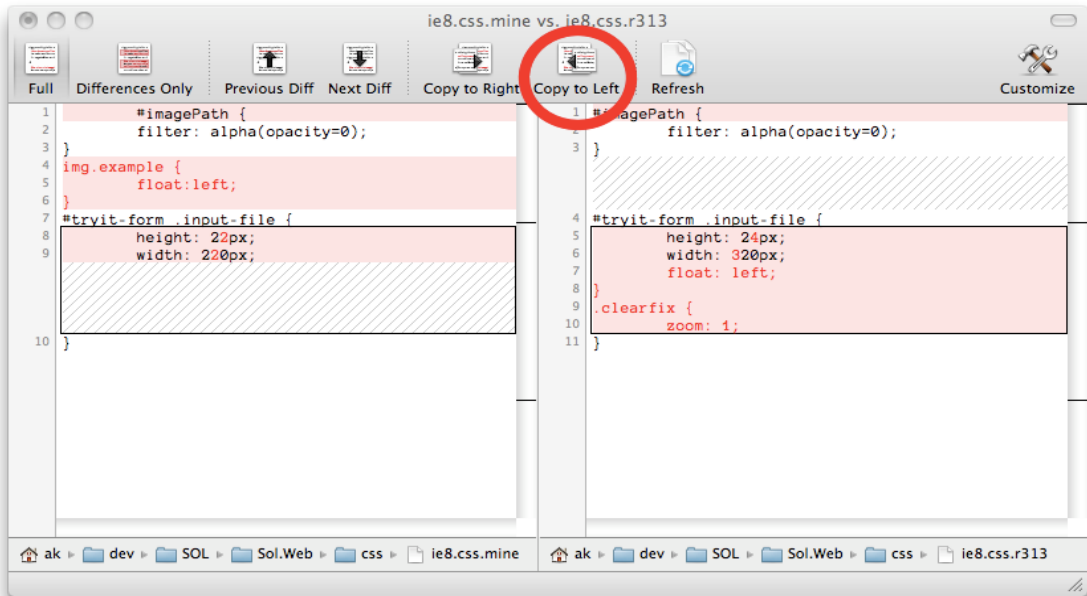 ie8.css.mine vs. ie8.css.r313
Full Differences Only Previous Diff Next Diff Copy to Right Copy to Left Refresh Customize
1 #imagePath {
2 filter: alpha(opacity=0);
3 }
4 img.example {
5 float:left;
6 }
7 #tryit-form .input-file {
8 height: 22px;
9 width: 220px;
10 }
1 #imagePath {
2 filter: alpha(opacity=0);
3 }
4 #tryit-form .input-file {
5 height: 24px;
6 width: 320px;
7 float: left;
8 }
9 .clearfix {
10 zoom: 1;
11 }
ak dev SOL Sol.Web css ie8.css.mine
ak dev SOL Sol.Web css ie8.css.r313